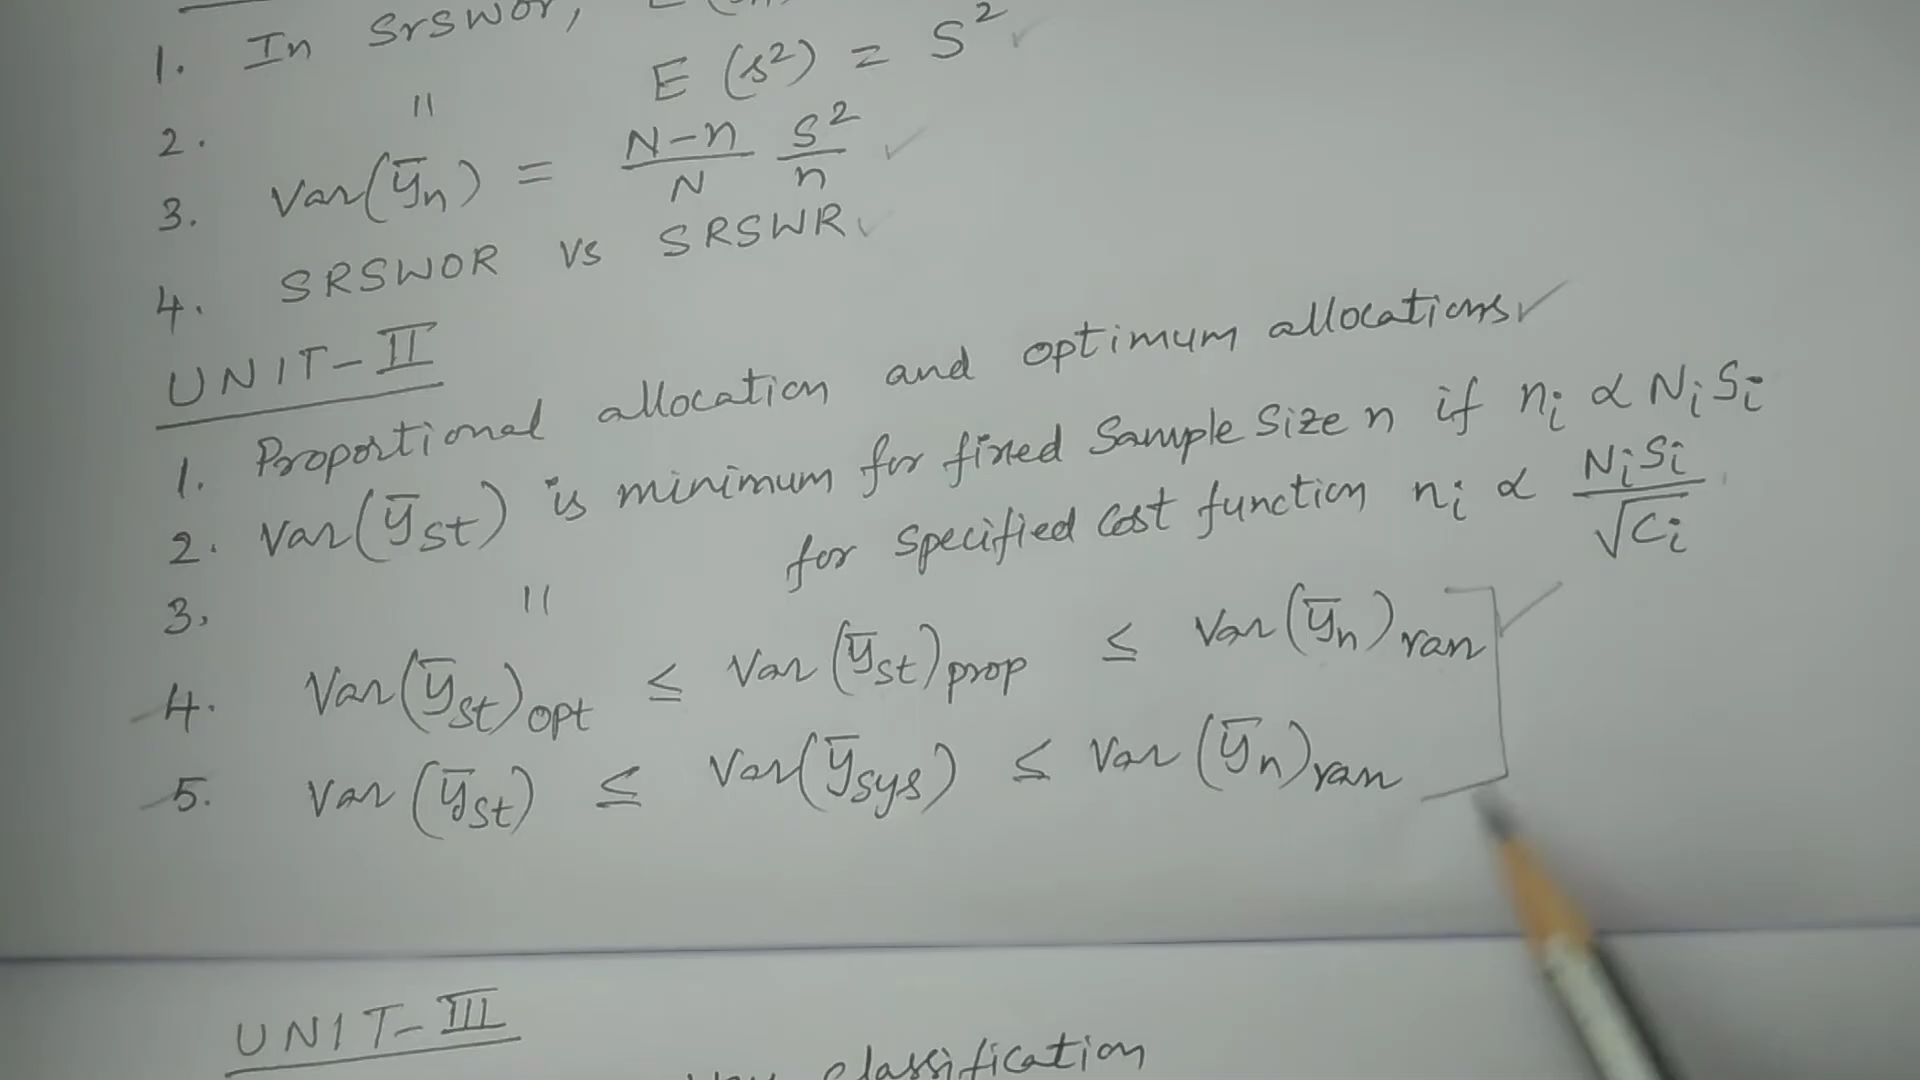 1. In SrSWOr,
2. " E (s²) = S²
3. Var(ȳn) = N-n/N S²/n
4. SRSWOR VS SRSWR
UNIT-II
1. Proportional allocation and optimum allocations
2. Var(ȳst) is minimum for fixed Sample Size n if ni ∝ NiSi
3. " for specified cost function ni ∝ NiSi/√Ci
4. Var(ȳst)opt ≤ Var(ȳst)prop ≤ Var(ȳn)ran
5. Var(ȳst) ≤ Var(ȳsys) ≤ Var(ȳn)ran
UNIT-III
classification